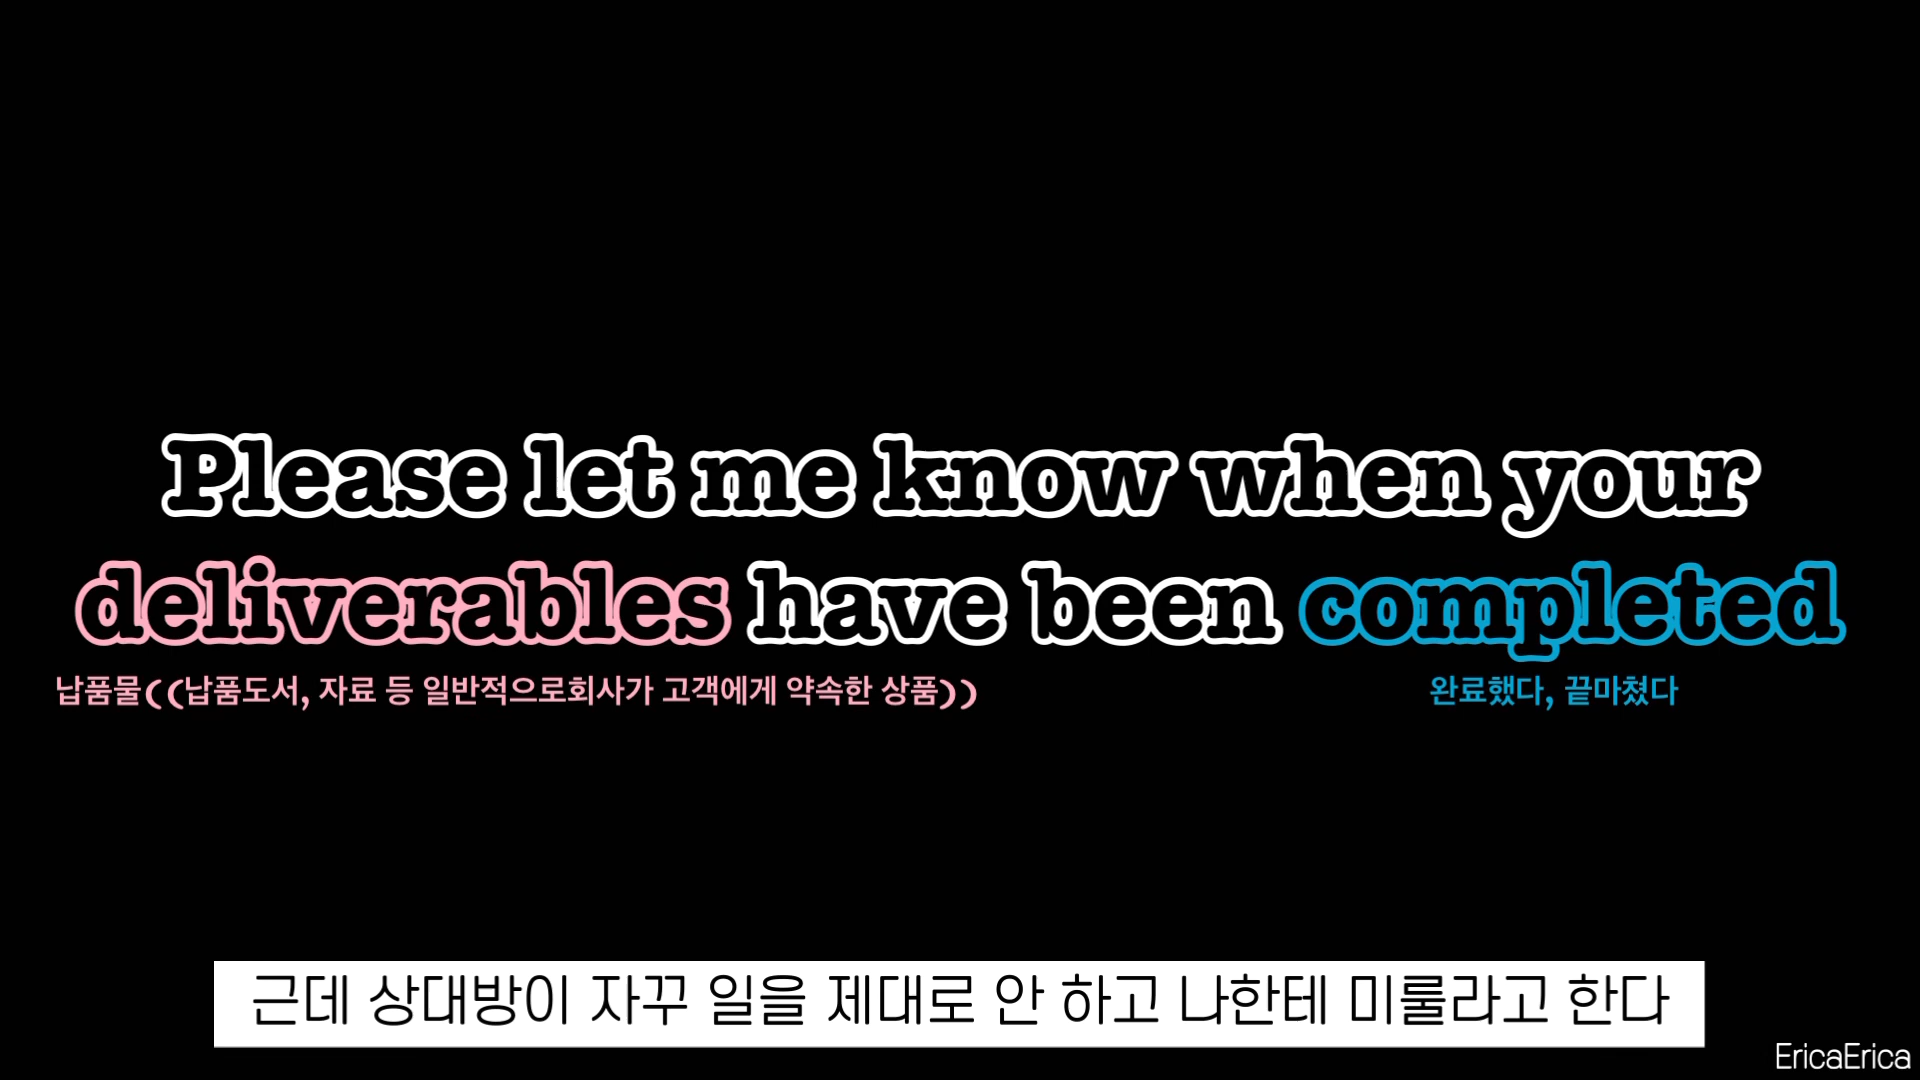 Please let me know when your
deliverables have been completed
납품물((납품도서, 자료 등 일반적으로회사가 고객에게 약속한 상품)) 완료했다, 끝마쳤다
근데 상대방이 자꾸 일을 제대로 안 하고 나한테 미룰라고 한다
EricaErica